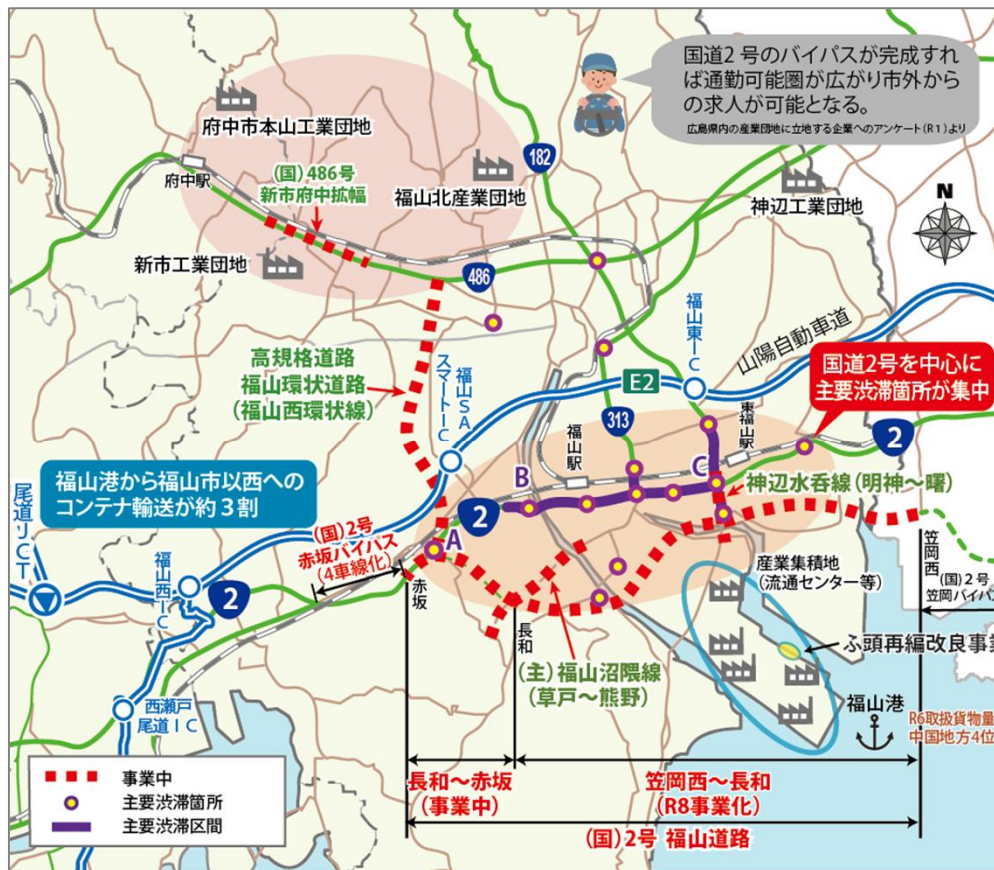 国道2号のバイパスが完成すれ
ば通勤可能圏が広がり市外から
の求人が可能となる。
広島県内の産業団地に立地する企業へのアンケート(R1)より
府中市本山工業団地
府中駅
(国)486号
新市府中拡幅
182
福山北産業団地
神辺工業団地
N
新市工業団地
486
高規格道路
福山環状道路
(福山西環状線)
福山SA
スマートIC
E2
福山東IC
山陽自動車道
国道2号を中心に
主要渋滞箇所が集中
313
福山駅
東福山駅
2
福山港から福山市以西への
コンテナ輸送が約3割
B
C
2
神辺水呑線(明神～曙)
(国)2号
赤坂バイパス
(4車線化)
A
尾道JCT
福山西IC
2
赤坂
長和
産業集積地
(流通センター等)
笠岡西
(国)2号
笠岡バイパス
ふ頭再編改良事業
(主)福山沼隈線
(草戸～熊野)
西瀬戸
尾道IC
福山港
R6取扱貨物量
中国地方4位
事業中
主要渋滞箇所
主要渋滞区間
長和～赤坂
(事業中)
笠岡西～長和
(R8事業化)
(国)2号 福山道路